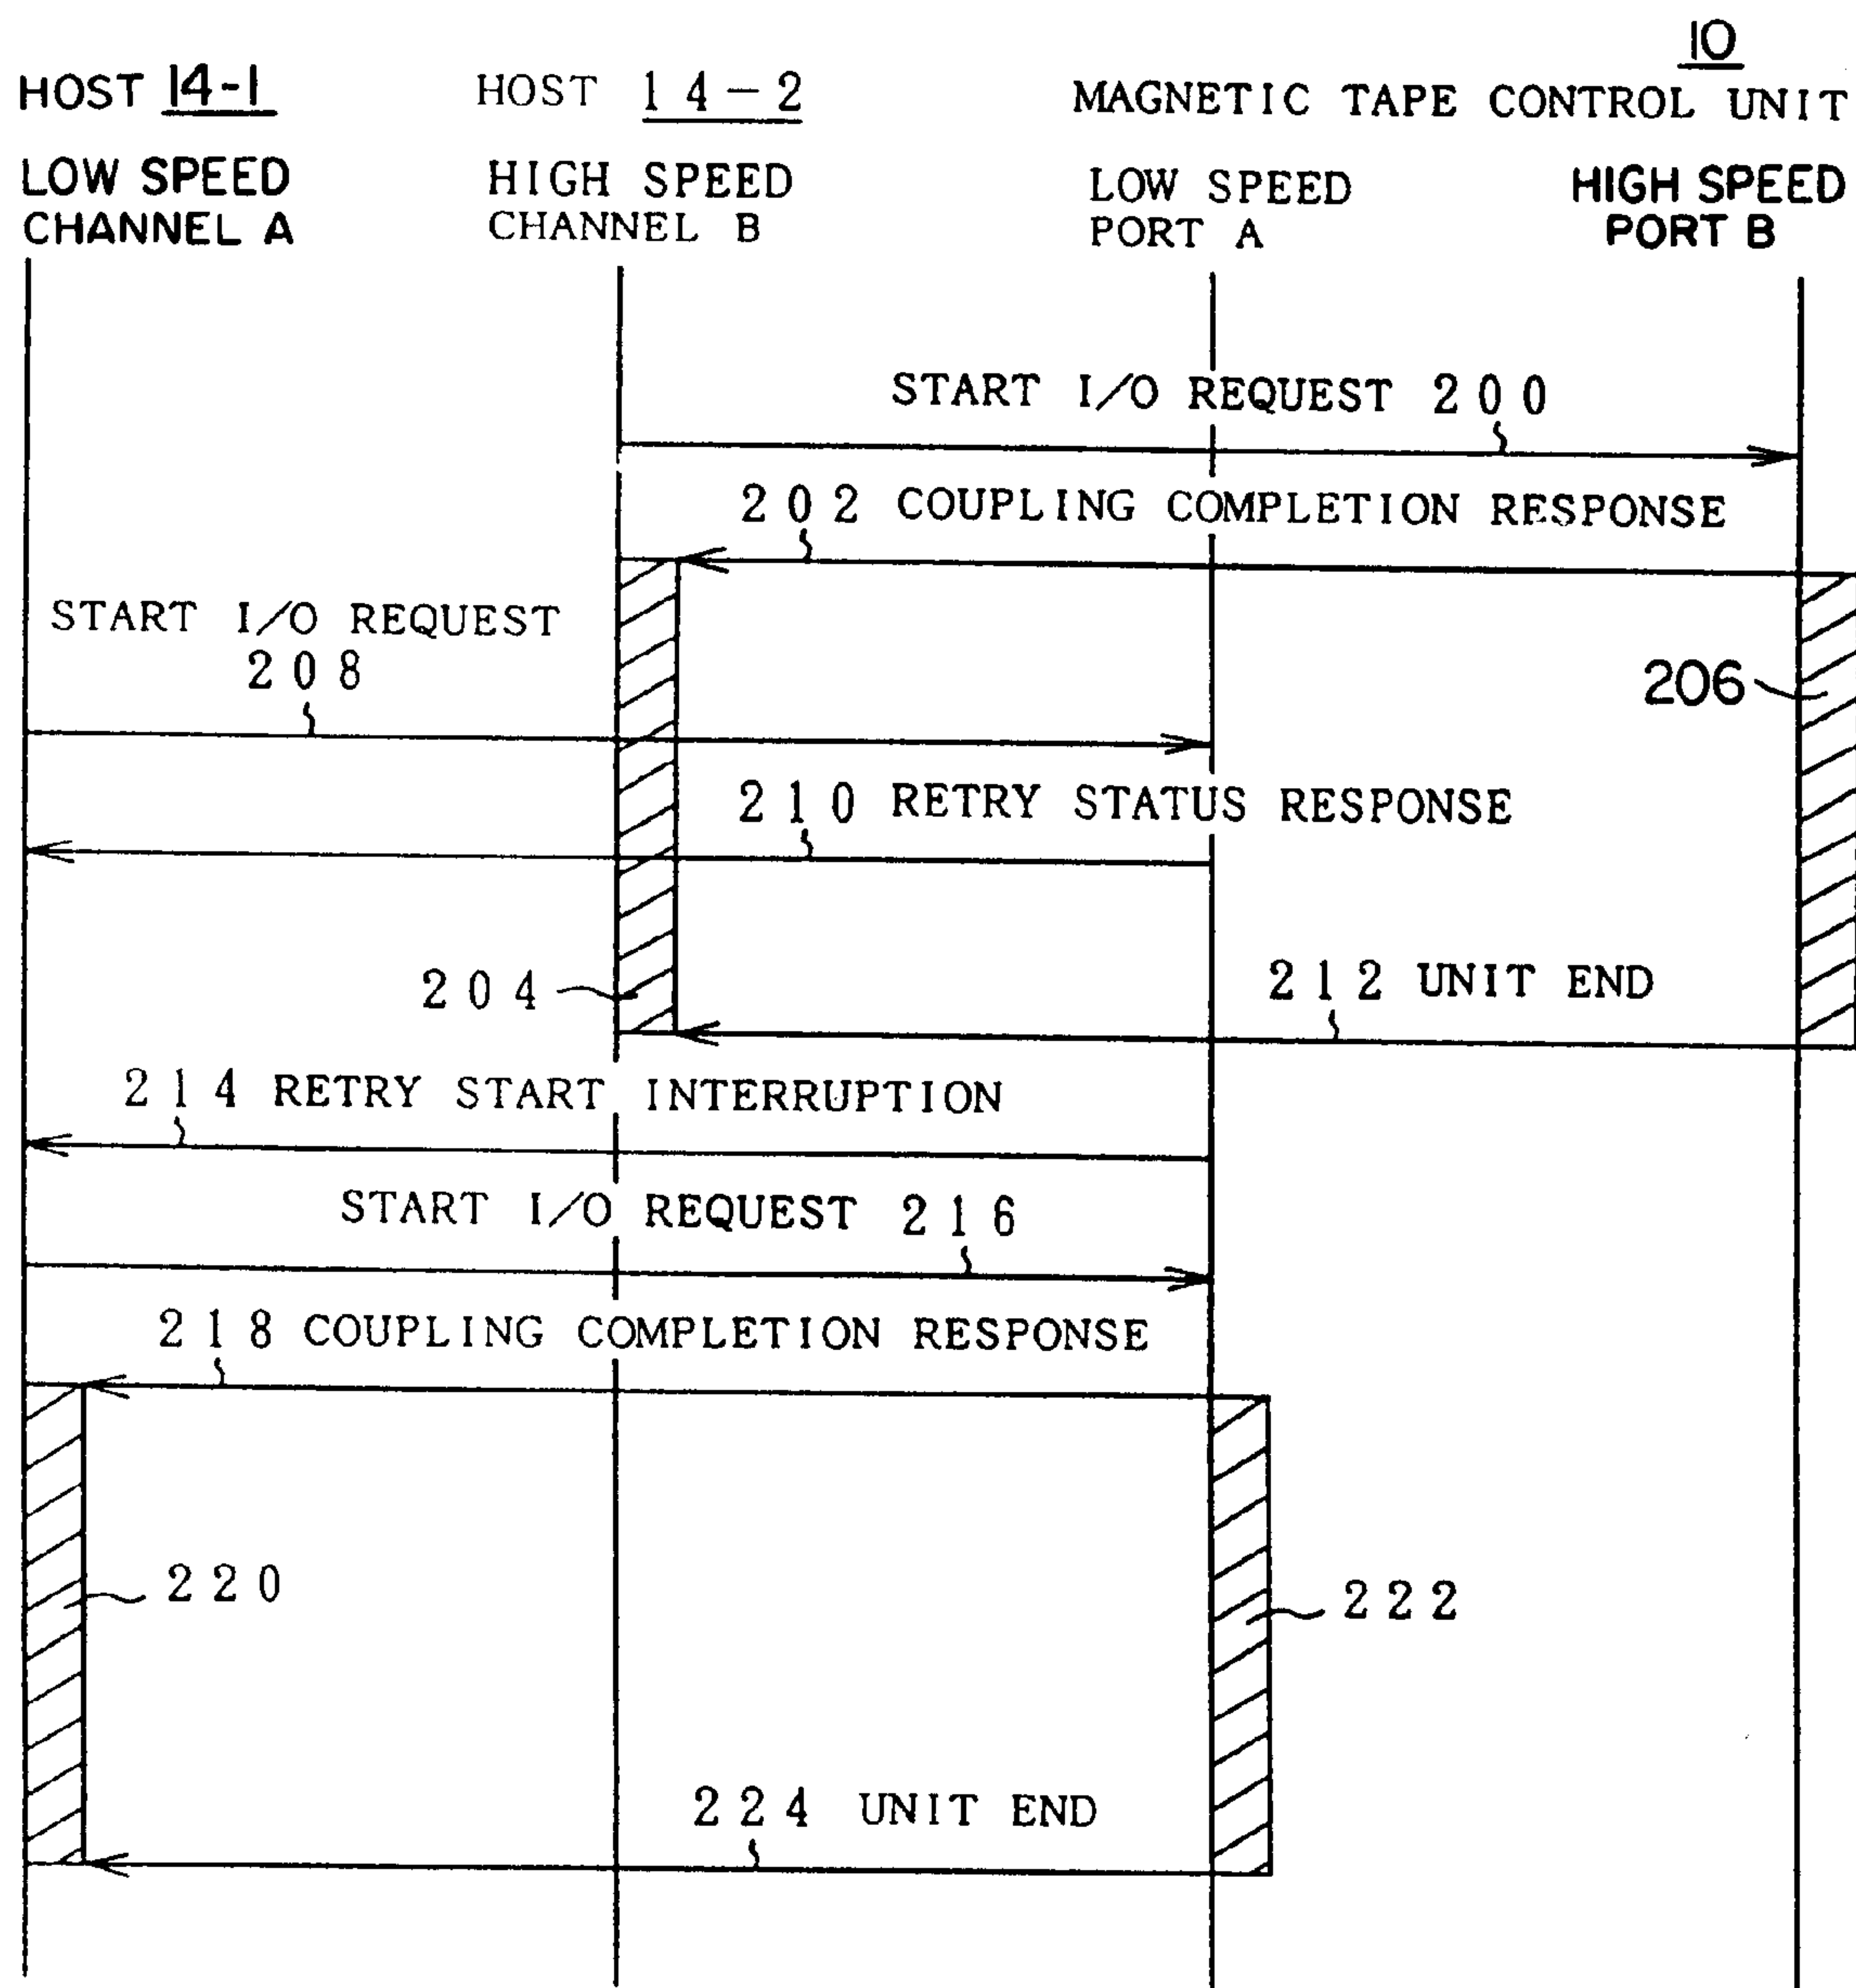 10
HOST 14-1
HOST 14-2
MAGNETIC TAPE CONTROL UNIT
LOW SPEED
CHANNEL A
HIGH SPEED
CHANNEL B
LOW SPEED
PORT A
HIGH SPEED
PORT B
START I/O REQUEST 200
202 COUPLING COMPLETION RESPONSE
START I/O REQUEST
208
206
210 RETRY STATUS RESPONSE
204
212 UNIT END
214 RETRY START INTERRUPTION
START I/O REQUEST 216
218 COUPLING COMPLETION RESPONSE
220
222
224 UNIT END